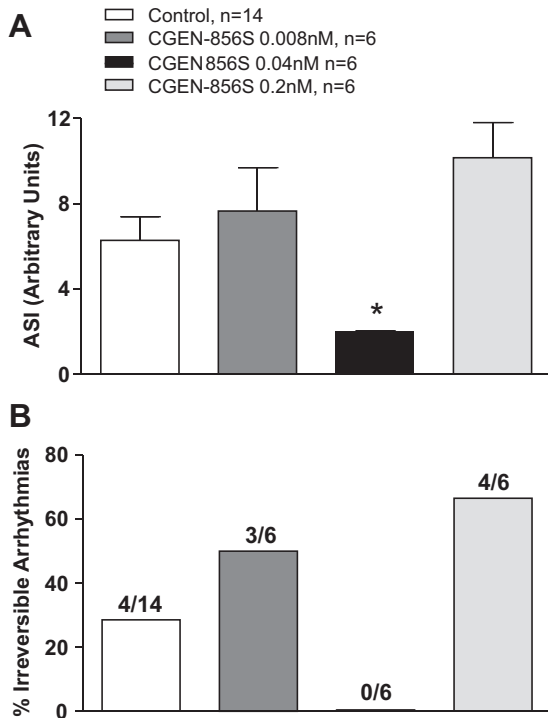 A
Control, n=14
CGEN-856S 0.008nM, n=6
CGEN856S 0.04nM n=6
CGEN-856S 0.2nM, n=6
ASI (Arbitrary Units)
12
8
4
0
*
B
% Irreversible Arrhythmias
80
60
40
20
0
4/14
3/6
0/6
4/6